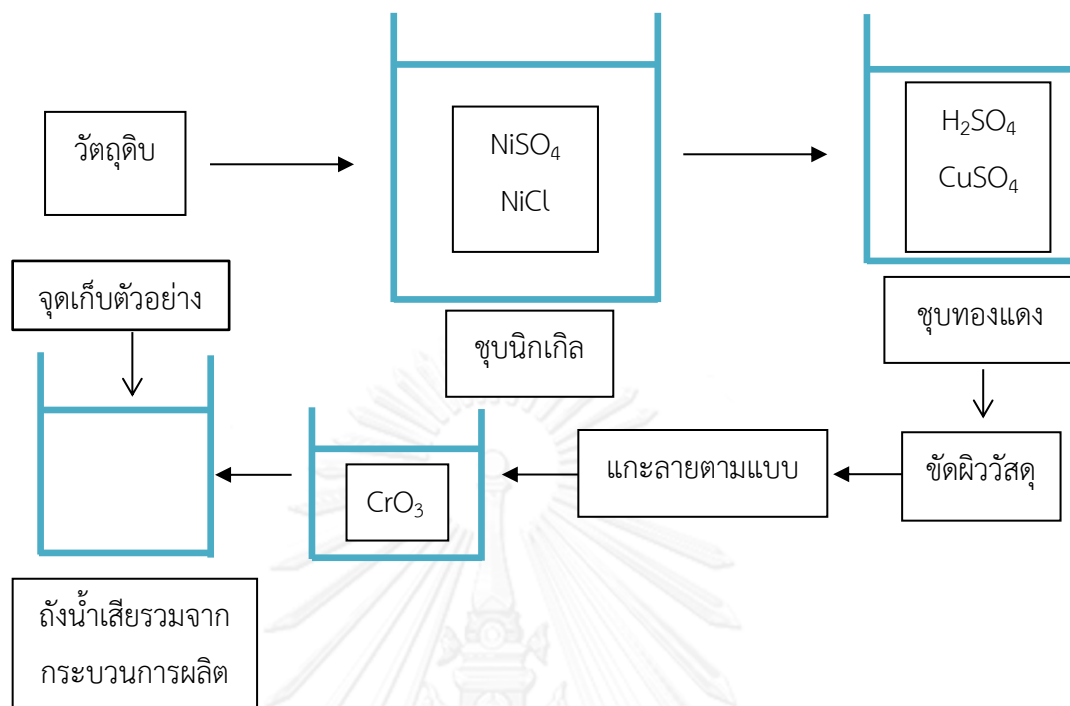 วัตถุดิบ
NiSO₄
NiCl
H₂SO₄
CuSO₄
ชุบนิกเกิล
ชุบทองแดง
ขัดผิววัสดุ
แกะลายตามแบบ
CrO₃
จุดเก็บตัวอย่าง
ถังน้ำเสียรวมจาก
กระบวนการผลิต